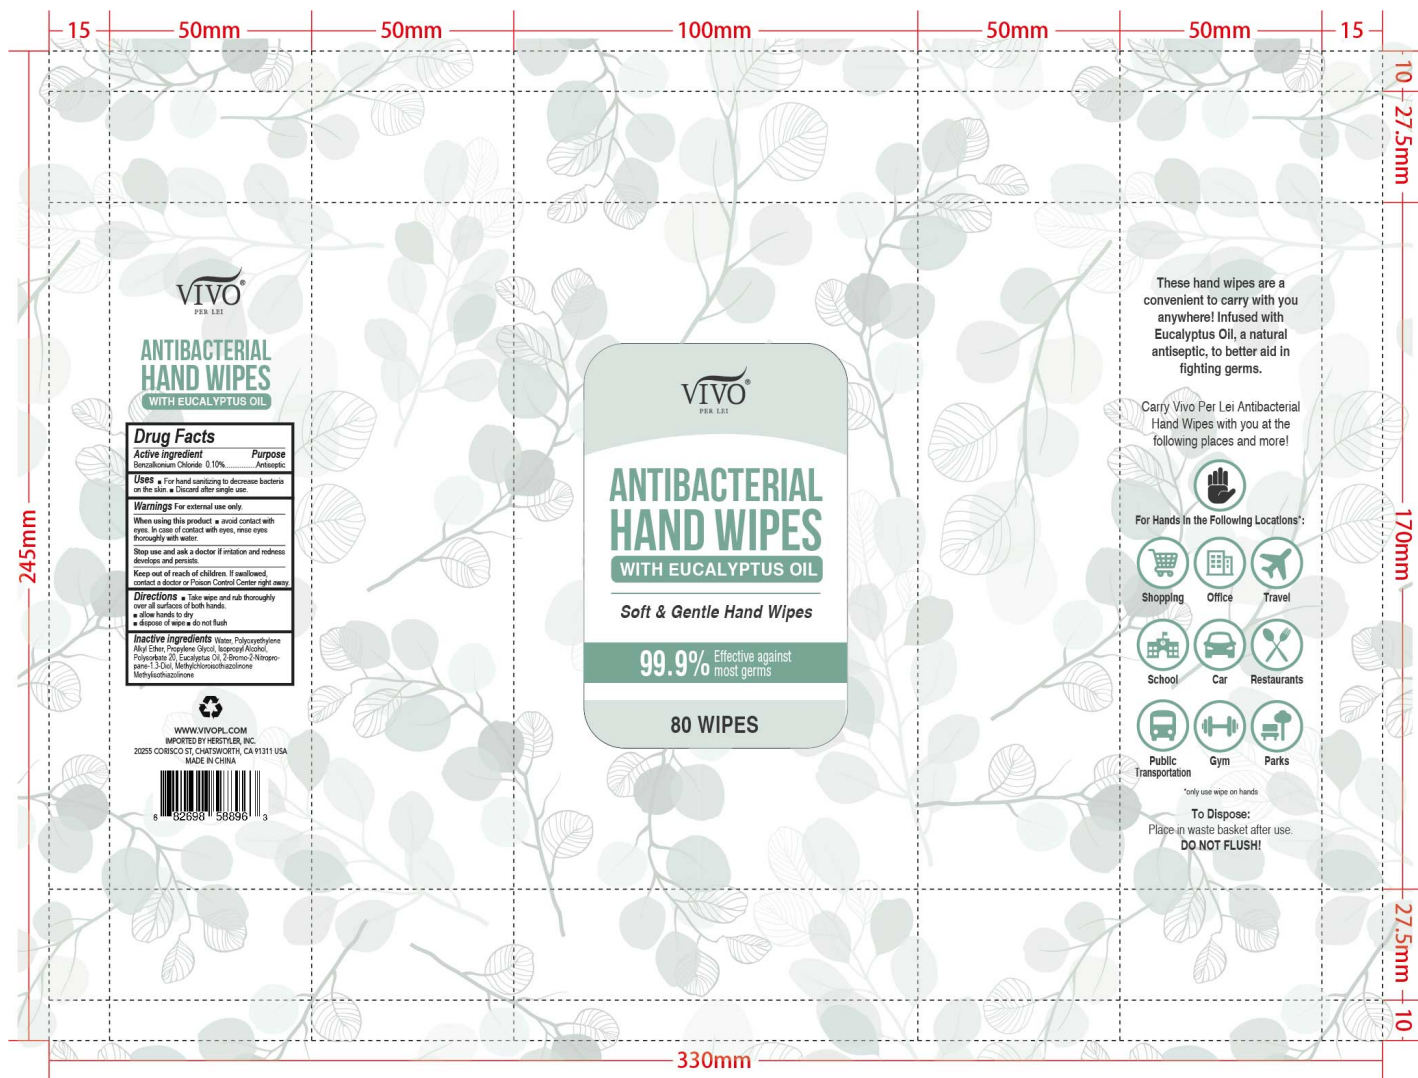 15
50mm
50mm
100mm
50mm
50mm
15
10
27.5mm
170mm
27.5mm
10
245mm
330mm
VIVO®
PER LEI
ANTIBACTERIAL
HAND WIPES
WITH EUCALYPTUS OIL
Drug Facts
Active ingredient Purpose
Benzalkonium Chloride 0.10%..............Antiseptic
Uses ■ For hand sanitizing to decrease bacteria
on the skin. ■ Discard after single use.
Warnings For external use only.
When using this product ■ avoid contact with
eyes. In case of contact with eyes, rinse eyes
thoroughly with water.
Stop use and ask a doctor if irritation and redness
develops and persists.
Keep out of reach of children. If swallowed,
contact a doctor or Poison Control Center right away.
Directions ■ Take wipe and rub thoroughly
over all surfaces of both hands.
■ allow hands to dry
■ dispose of wipe ■ do not flush
Inactive ingredients Water, Polyoxyethylene
Alkyl Ether, Propylene Glycol, Isopropyl Alcohol,
Polysorbate 20, Eucalyptus Oil, 2-Bromo-2-Nitropro-
pane-1.3-Diol, Methylchloroisothiazolinone
Methylisothiazolinone
WWW.VIVOPL.COM
IMPORTED BY HERSTYLER, INC.
20255 CORISCO ST, CHATSWORTH, CA 91311 USA
MADE IN CHINA
8 82698 58896 3
VIVO®
PER LEI
ANTIBACTERIAL
HAND WIPES
WITH EUCALYPTUS OIL
Soft & Gentle Hand Wipes
99.9% Effective against
most germs
80 WIPES
These hand wipes are a
convenient to carry with you
anywhere! Infused with
Eucalyptus Oil, a natural
antiseptic, to better aid in
fighting germs.
Carry Vivo Per Lei Antibacterial
Hand Wipes with you at the
following places and more!
For Hands In the Following Locations*:
Shopping Office Travel
School Car Restaurants
Public
Transportation Gym Parks
*only use wipe on hands
To Dispose:
Place in waste basket after use.
DO NOT FLUSH!